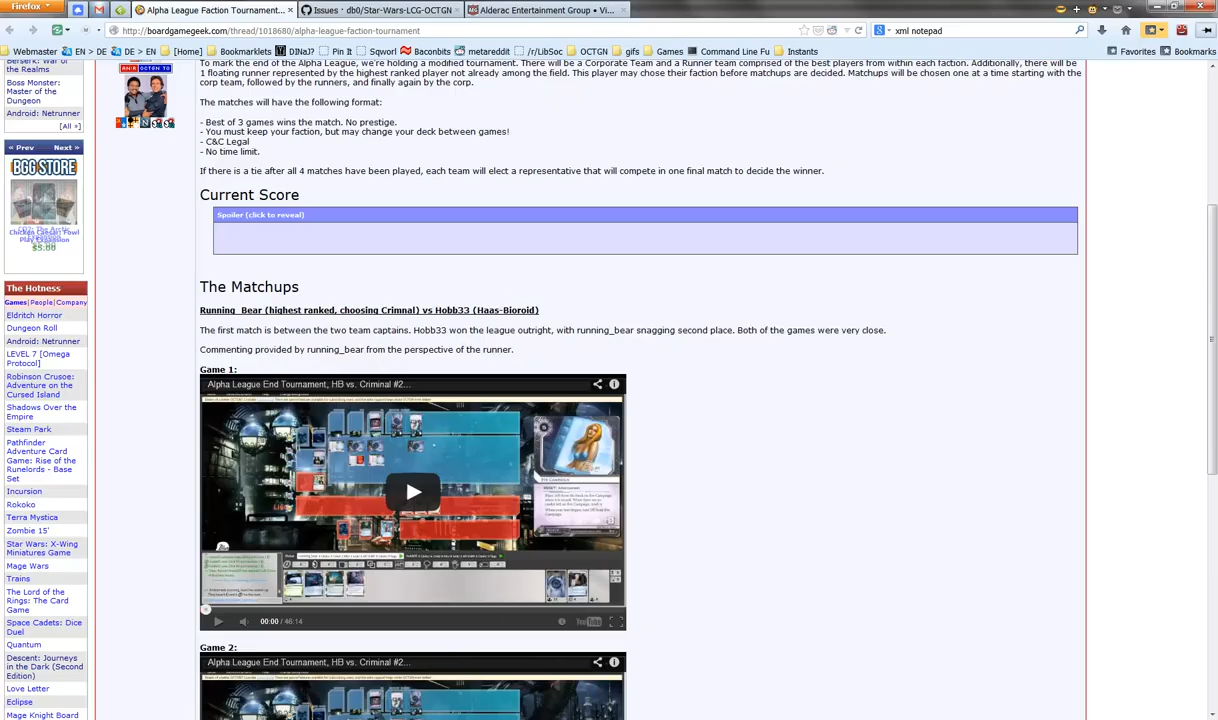 Firefox
Alpha League Faction Tournament...
Issues · db0/Star-Wars-LCG-OCTGN
Alderac Entertainment Group • Vi...
http://boardgamegeek.com/thread/1018680/alpha-league-faction-tournament
xml notepad
Webmaster
EN > DE
DE > EN
[Home]
Bookmarklets
DINAJ?
Pin It
Sqworl
Baconbits
metareddit
/r/LibSoc
OCTGN
gifs
Games
Command Line Fu
Instants
Favorites
Bookmarks
Berserk: War of
the Realms
Boss Monster:
Master of the
Dungeon
Android: Netrunner
[All »]
« Prev
Next »
BGG STORE
Chicken Caesar: Fowl
Play Expansion
$5.00
The Hotness
Games|People|Company
Eldritch Horror
Dungeon Roll
Android: Netrunner
LEVEL 7 [Omega
Protocol]
Robinson Crusoe:
Adventure on the
Cursed Island
Shadows Over the
Empire
Steam Park
Pathfinder
Adventure Card
Game: Rise of the
Runelords - Base
Set
Incursion
Rokoko
Terra Mystica
Zombie 15'
Star Wars: X-Wing
Miniatures Game
Mage Wars
Trains
The Lord of the
Rings: The Card
Game
Space Cadets: Dice
Duel
Quantum
Descent: Journeys
in the Dark (Second
Edition)
Love Letter
Eclipse
Mage Knight Board
To mark the end of the Alpha League, we're holding a modified tournament. There will be a Corporate Team and a Runner team comprised of the best players from within each faction. Additionally, there will be
1 floating runner represented by the highest ranked player not already among the field. This player may chose their faction before matchups are decided. Matchups will be chosen one at a time starting with the
corp team, followed by the runners, and finally again by the corp.
The matches will have the following format:
- Best of 3 games wins the match. No prestige.
- You must keep your faction, but may change your deck between games!
- C&C Legal
- No time limit.
If there is a tie after all 4 matches have been played, each team will elect a representative that will compete in one final match to decide the winner.
Current Score
Spoiler (click to reveal)
The Matchups
Running_Bear (highest ranked, choosing Crimnal) vs Hobb33 (Haas-Bioroid)
The first match is between the two team captains. Hobb33 won the league outright, with running_bear snagging second place. Both of the games were very close.
Commenting provided by running_bear from the perspective of the runner.
Game 1:
Alpha League End Tournament, HB vs. Criminal #2...
00:00 / 46:14
YouTube
Game 2:
Alpha League End Tournament, HB vs. Criminal #2...